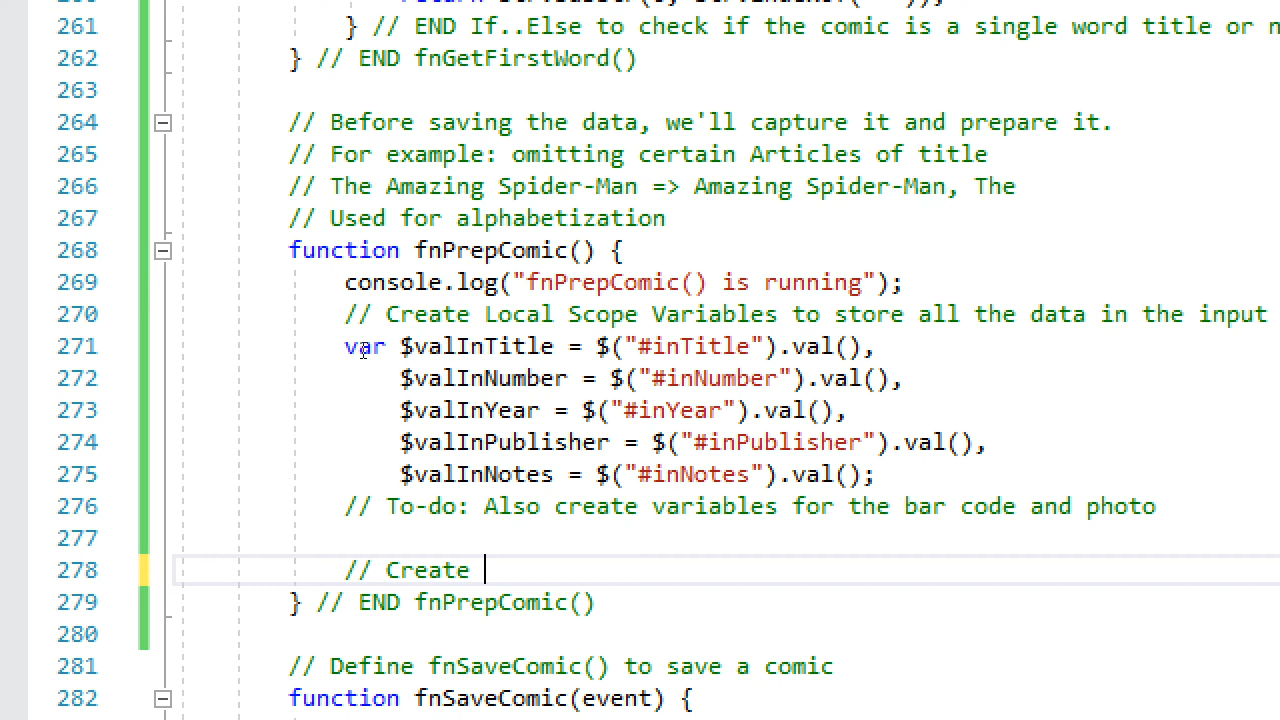 261 } // END If..Else to check if the comic is a single word title or n
262 } // END fnGetFirstWord()
263
264 // Before saving the data, we'll capture it and prepare it.
265 // For example: omitting certain Articles of title
266 // The Amazing Spider-Man => Amazing Spider-Man, The
267 // Used for alphabetization
268 function fnPrepComic() {
269 console.log("fnPrepComic() is running");
270 // Create Local Scope Variables to store all the data in the input
271 var $valInTitle = $("#inTitle").val(),
272 $valInNumber = $("#inNumber").val(),
273 $valInYear = $("#inYear").val(),
274 $valInPublisher = $("#inPublisher").val(),
275 $valInNotes = $("#inNotes").val();
276 // To-do: Also create variables for the bar code and photo
277
278 // Create
279 } // END fnPrepComic()
280
281 // Define fnSaveComic() to save a comic
282 function fnSaveComic(event) {